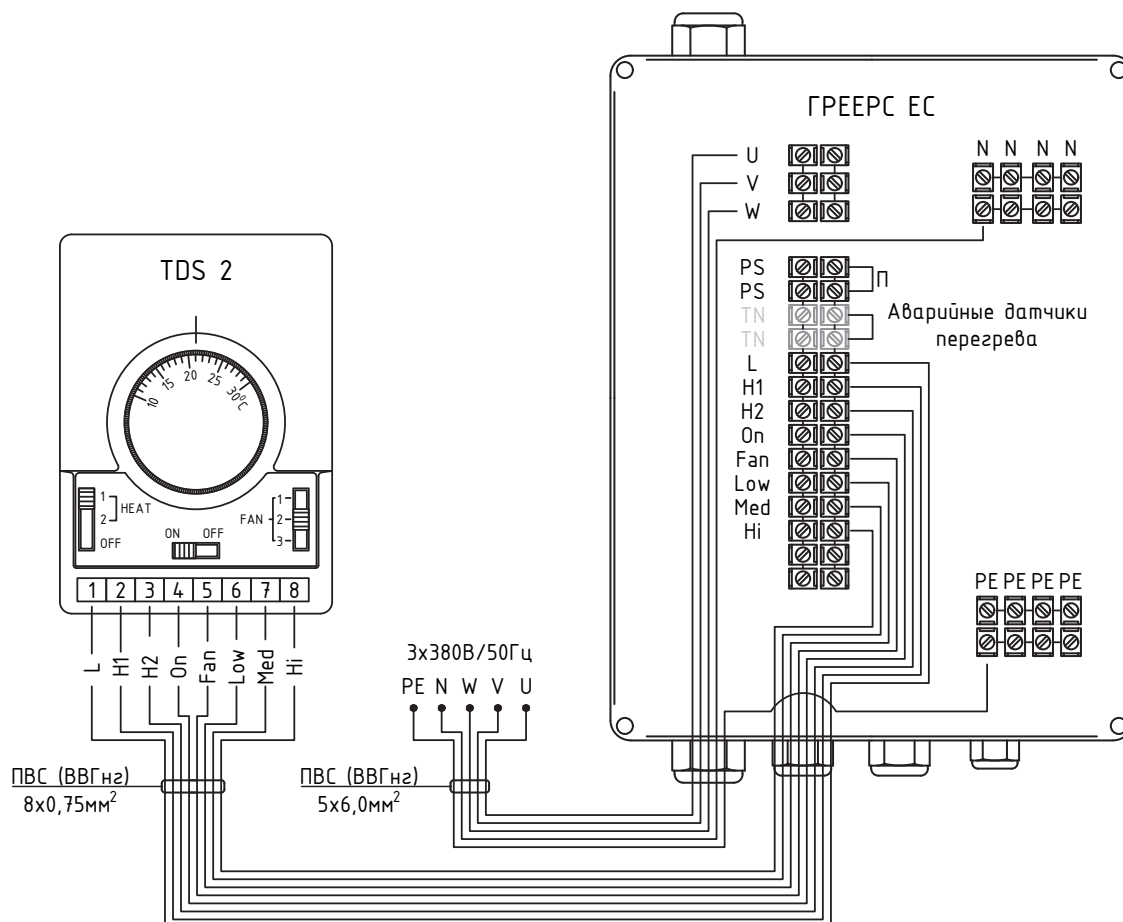 ГРЕЕРС ЕС
U
V
W
N N N N
PS
PS
TN
TN
L
H1
H2
On
Fan
Low
Med
Hi
П
Аварийные датчики
перегрева
PE PE PE PE
TDS 2
10 15 20 25 30°C
1
2
HEAT
OFF
ON OFF
FAN
1
2
3
1 2 3 4 5 6 7 8
L H1 H2 On Fan Low Med Hi
3x380В/50Гц
PE N W V U
ПВС (ВВГнг)
8x0,75мм²
ПВС (ВВГнг)
5x6,0мм²